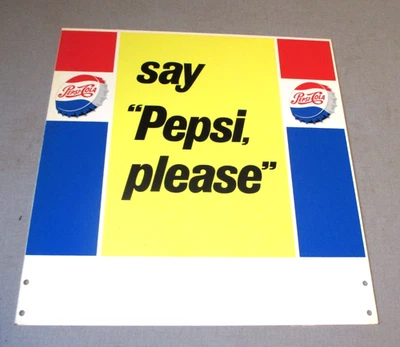 say
"Pepsi,
please"
Pepsi-Cola
Pepsi-Cola